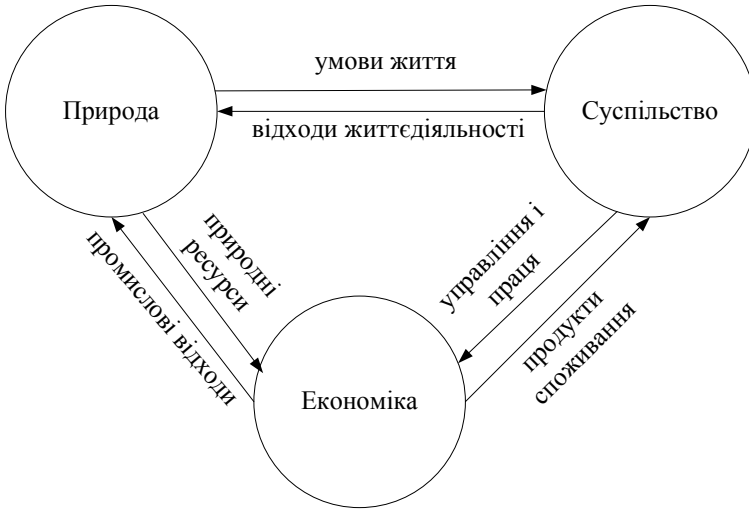 умови життя
Природа
Суспільство
відходи життєдіяльності
природні
ресурси
промислові відходи
управління і
праця
продукти
споживання
Економіка